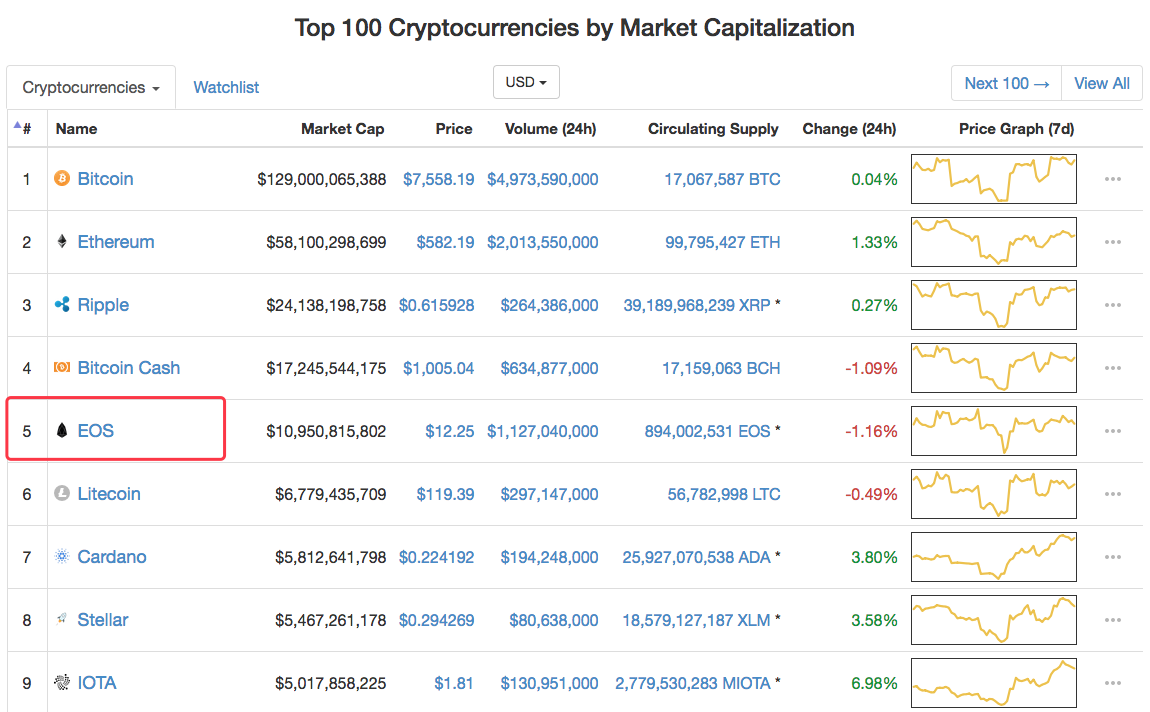 Top 100 Cryptocurrencies by Market Capitalization
Cryptocurrencies Watchlist USD Next 100 → View All
# Name Market Cap Price Volume (24h) Circulating Supply Change (24h) Price Graph (7d)
1 Bitcoin $129,000,065,388 $7,558.19 $4,973,590,000 17,067,587 BTC 0.04%
2 Ethereum $58,100,298,699 $582.19 $2,013,550,000 99,795,427 ETH 1.33%
3 Ripple $24,138,198,758 $0.615928 $264,386,000 39,189,968,239 XRP * 0.27%
4 Bitcoin Cash $17,245,544,175 $1,005.04 $634,877,000 17,159,063 BCH -1.09%
5 EOS $10,950,815,802 $12.25 $1,127,040,000 894,002,531 EOS * -1.16%
6 Litecoin $6,779,435,709 $119.39 $297,147,000 56,782,998 LTC -0.49%
7 Cardano $5,812,641,798 $0.224192 $194,248,000 25,927,070,538 ADA * 3.80%
8 Stellar $5,467,261,178 $0.294269 $80,638,000 18,579,127,187 XLM * 3.58%
9 IOTA $5,017,858,225 $1.81 $130,951,000 2,779,530,283 MIOTA * 6.98%